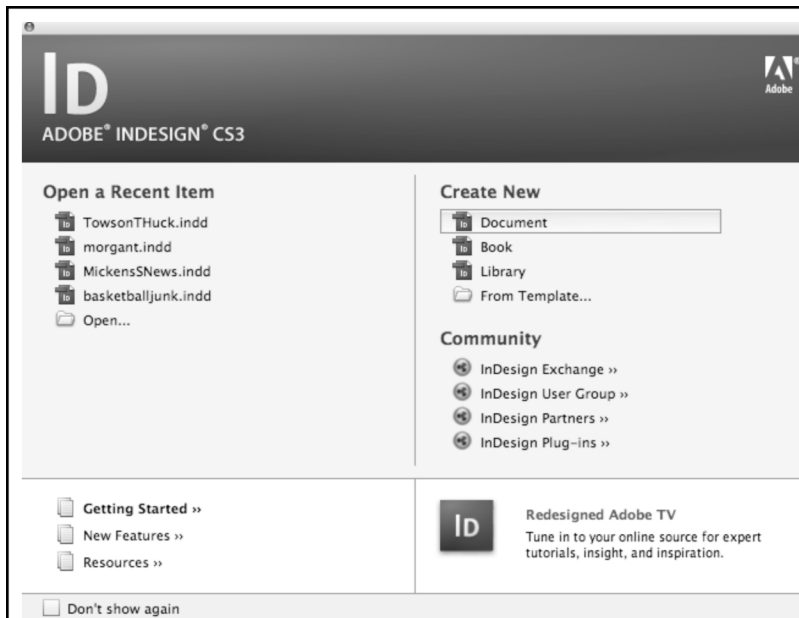 ID
ADOBE® INDESIGN® CS3
Adobe
Open a Recent Item
TowsonTHuck.indd
morgant.indd
MickensSNews.indd
basketballjunk.indd
Open...
Create New
Document
Book
Library
From Template...
Community
InDesign Exchange ››
InDesign User Group ››
InDesign Partners ››
InDesign Plug-ins ››
Getting Started ››
New Features ››
Resources ››
ID
Redesigned Adobe TV
Tune in to your online source for expert
tutorials, insight, and inspiration.
Don't show again